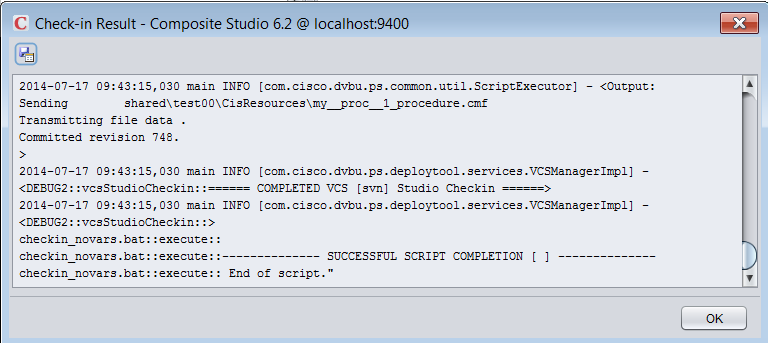 Check-in Result - Composite Studio 6.2 @ localhost:9400
2014-07-17 09:43:15,030 main INFO [com.cisco.dvbu.ps.common.util.ScriptExecutor] - <Output:
Sending        shared\test00\CisResources\my__proc__1_procedure.cmf
Transmitting file data .
Committed revision 748.
>
2014-07-17 09:43:15,030 main INFO [com.cisco.dvbu.ps.deploytool.services.VCSManagerImpl] -
<DEBUG2::vcsStudioCheckin::====== COMPLETED VCS [svn] Studio Checkin ======>
2014-07-17 09:43:15,030 main INFO [com.cisco.dvbu.ps.deploytool.services.VCSManagerImpl] -
<DEBUG2::vcsStudioCheckin::>
checkin_novars.bat::execute::
checkin_novars.bat::execute::-------------- SUCCESSFUL SCRIPT COMPLETION [ ] --------------
checkin_novars.bat::execute:: End of script."
OK